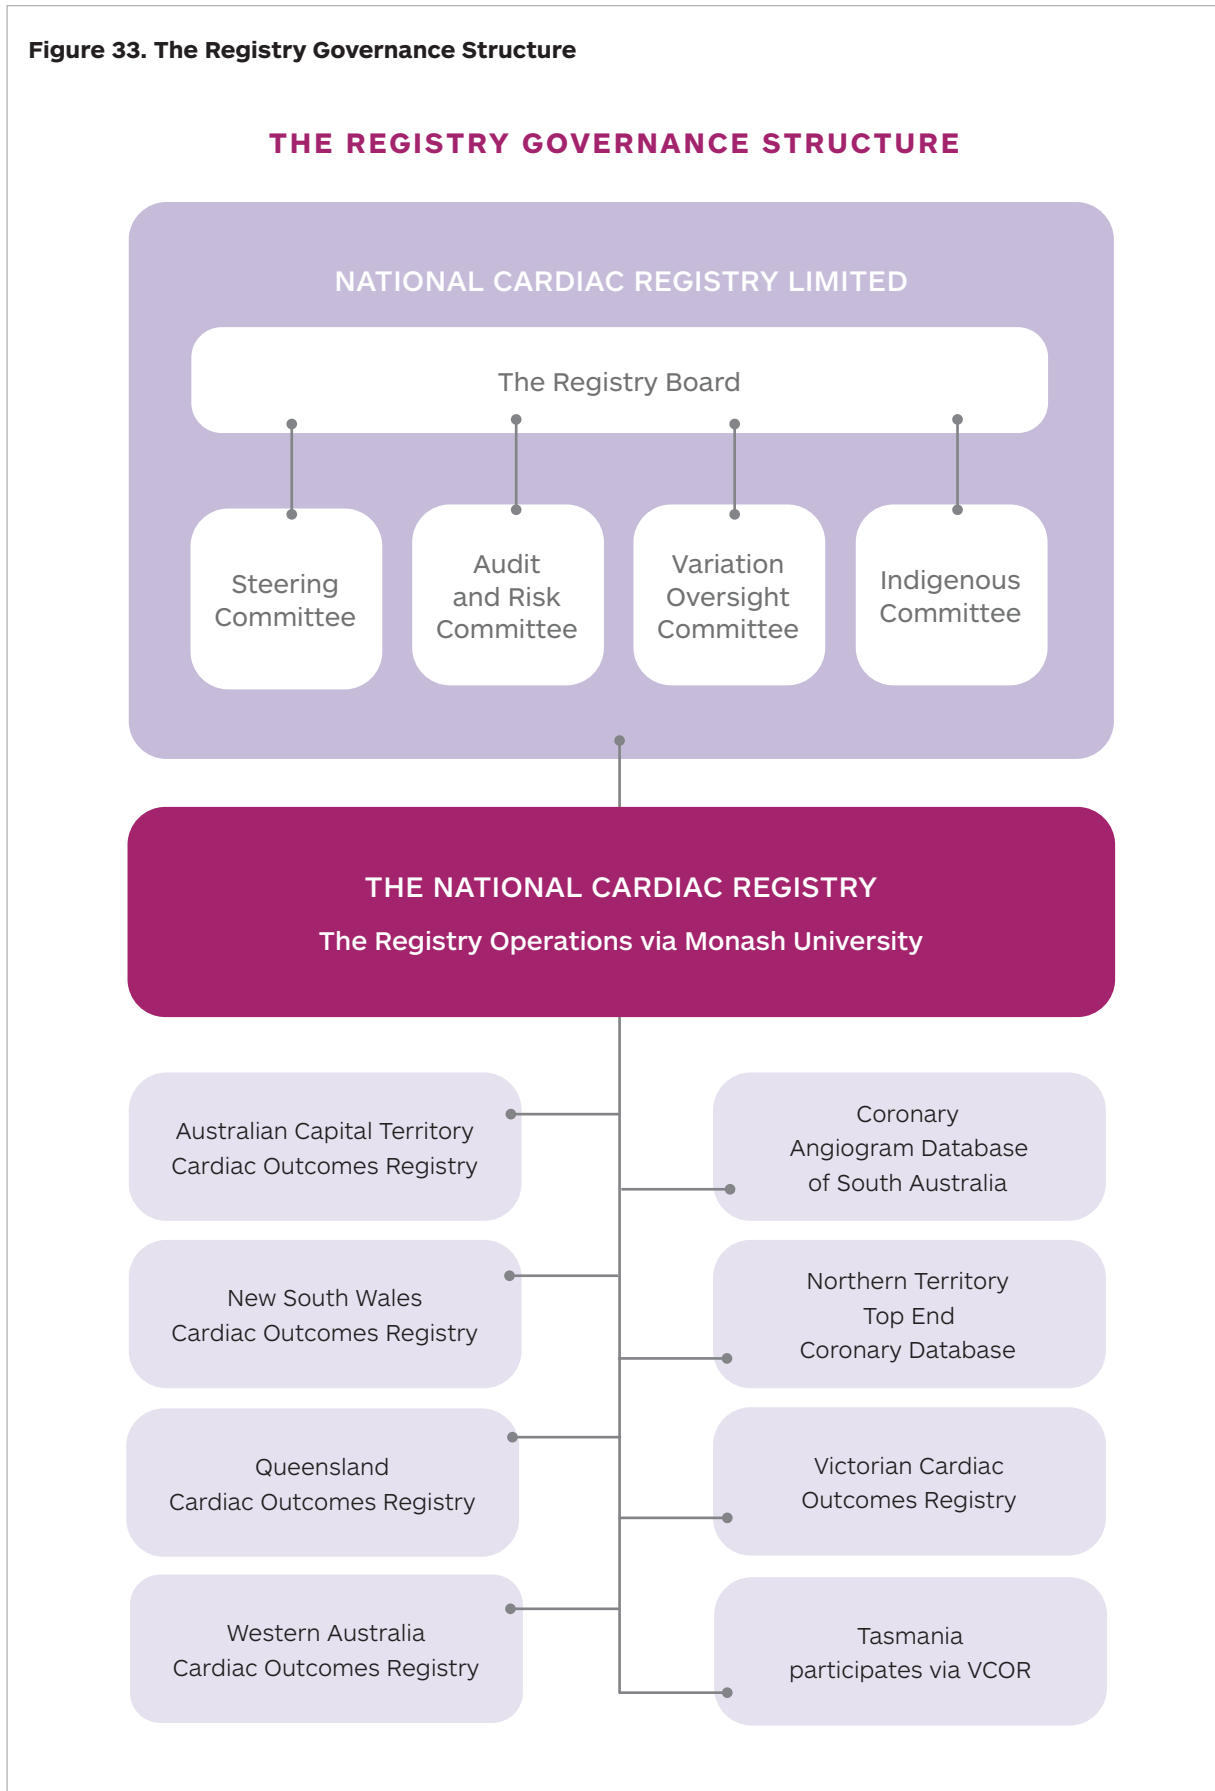 Figure 33. The Registry Governance Structure
THE REGISTRY GOVERNANCE STRUCTURE
NATIONAL CARDIAC REGISTRY LIMITED
The Registry Board
Steering
Committee
Audit
and Risk
Committee
Variation
Oversight
Committee
Indigenous
Committee
THE NATIONAL CARDIAC REGISTRY
The Registry Operations via Monash University
Australian Capital Territory
Cardiac Outcomes Registry
Coronary
Angiogram Database
of South Australia
New South Wales
Cardiac Outcomes Registry
Northern Territory
Top End
Coronary Database
Queensland
Cardiac Outcomes Registry
Victorian Cardiac
Outcomes Registry
Western Australia
Cardiac Outcomes Registry
Tasmania
participates via VCOR